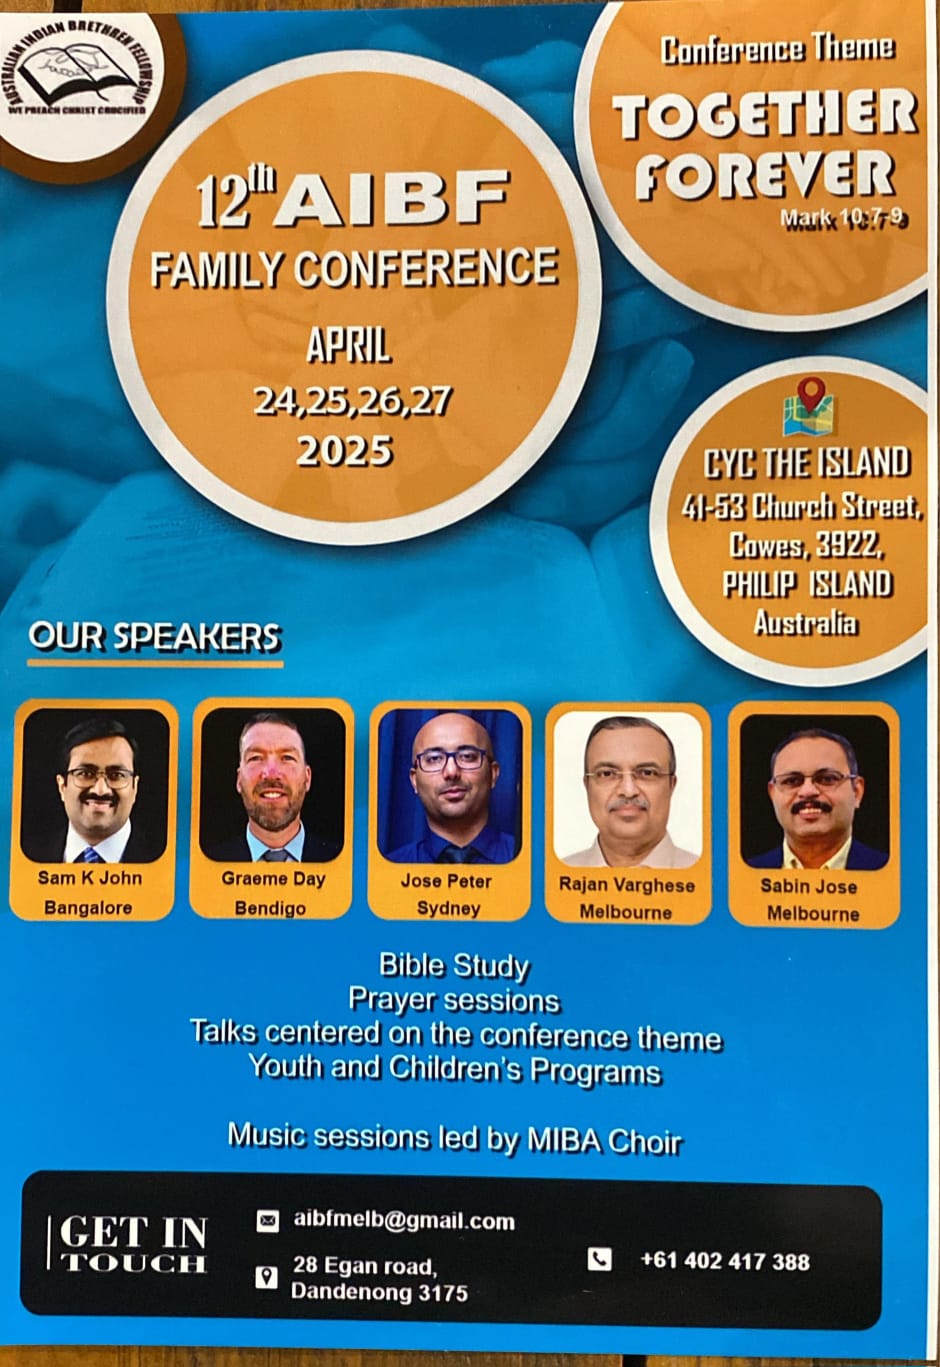 AUSTRALIAN INDIAN BRETHREN FELLOWSHIP
WE PREACH CHRIST CRUCIFIED
Conference Theme
TOGETHER
FOREVER
Mark 10:7-9
12th AIBF
FAMILY CONFERENCE
APRIL
24,25,26,27
2025
CYC THE ISLAND
41-53 Church Street,
Cowes, 3922,
PHILIP ISLAND
Australia
OUR SPEAKERS
Sam K John
Bangalore
Graeme Day
Bendigo
Jose Peter
Sydney
Rajan Varghese
Melbourne
Sabin Jose
Melbourne
Bible Study
Prayer sessions
Talks centered on the conference theme
Youth and Children's Programs
Music sessions led by MIBA Choir
GET IN
TOUCH
aibfmelb@gmail.com
28 Egan road,
Dandenong 3175
+61 402 417 388